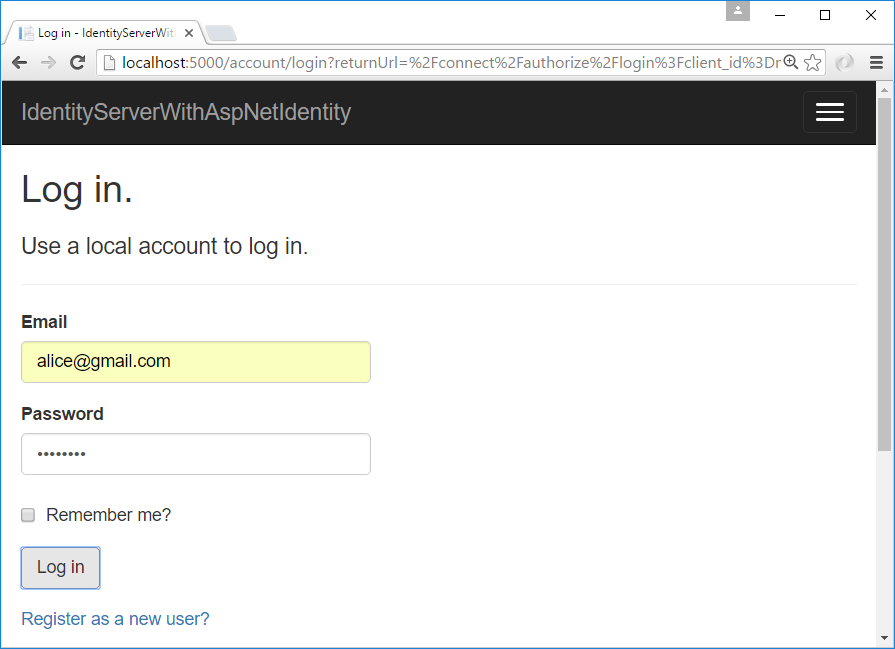 Log in - IdentityServerWit
localhost:5000/account/login?returnUrl=%2Fconnect%2Fauthorize%2Flogin%3Fclient_id%3Dr
IdentityServerWithAspNetIdentity
Log in.
Use a local account to log in.
Email
alice@gmail.com
Password
••••••••
Remember me?
Log in
Register as a new user?